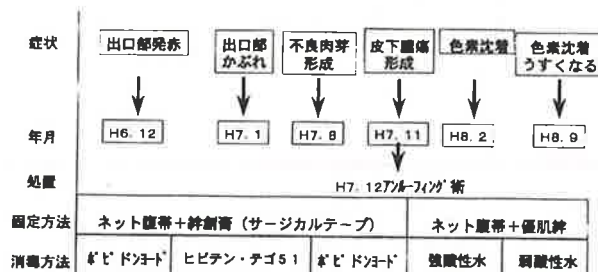 症状 出口部発赤 出口部かぶれ 不良肉芽形成 皮下膿瘍形成 色素沈着 色素沈着うすくなる
年月 H6. 12 H7. 1 H7. 8 H7. 11 H8. 2 H8. 9
処置 H7. 12アンルーフィング術
固定方法 ネット腹帯＋絆創膏（サージカルテープ） ネット腹帯＋優肌絆
消毒方法 ポビドンヨード ヒビテン・テゴ51 ポビドンヨード 強酸性水 弱酸性水